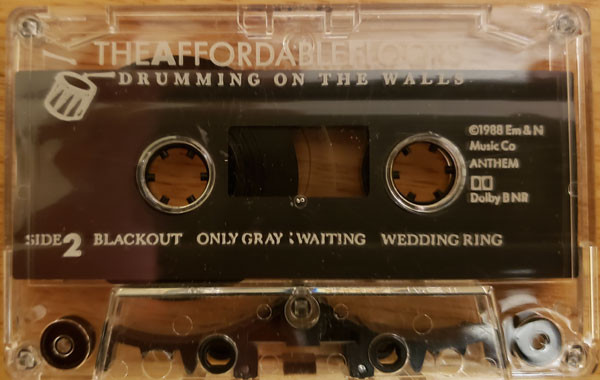 THEAFFORDABLEFLOORS
DRUMMING ON THE WALLS
©1988 Em & N
Music Co
ANTHEM
Dolby B NR
SIDE 2 BLACKOUT ONLY GRAY : WAITING WEDDING RING